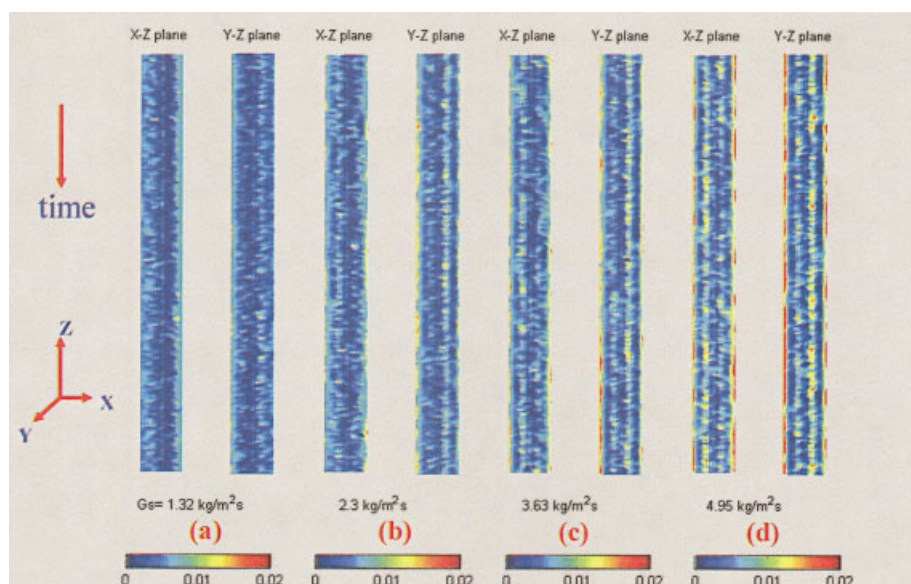 X-Z plane Y-Z plane X-Z plane Y-Z plane X-Z plane Y-Z plane X-Z plane Y-Z plane
time
Z
X
Y
Gs= 1.32 kg/m²s 2.3 kg/m²s 3.63 kg/m²s 4.95 kg/m²s
(a) (b) (c) (d)
0 0.01 0.02 0 0.01 0.02 0 0.01 0.02 0 0.01 0.02